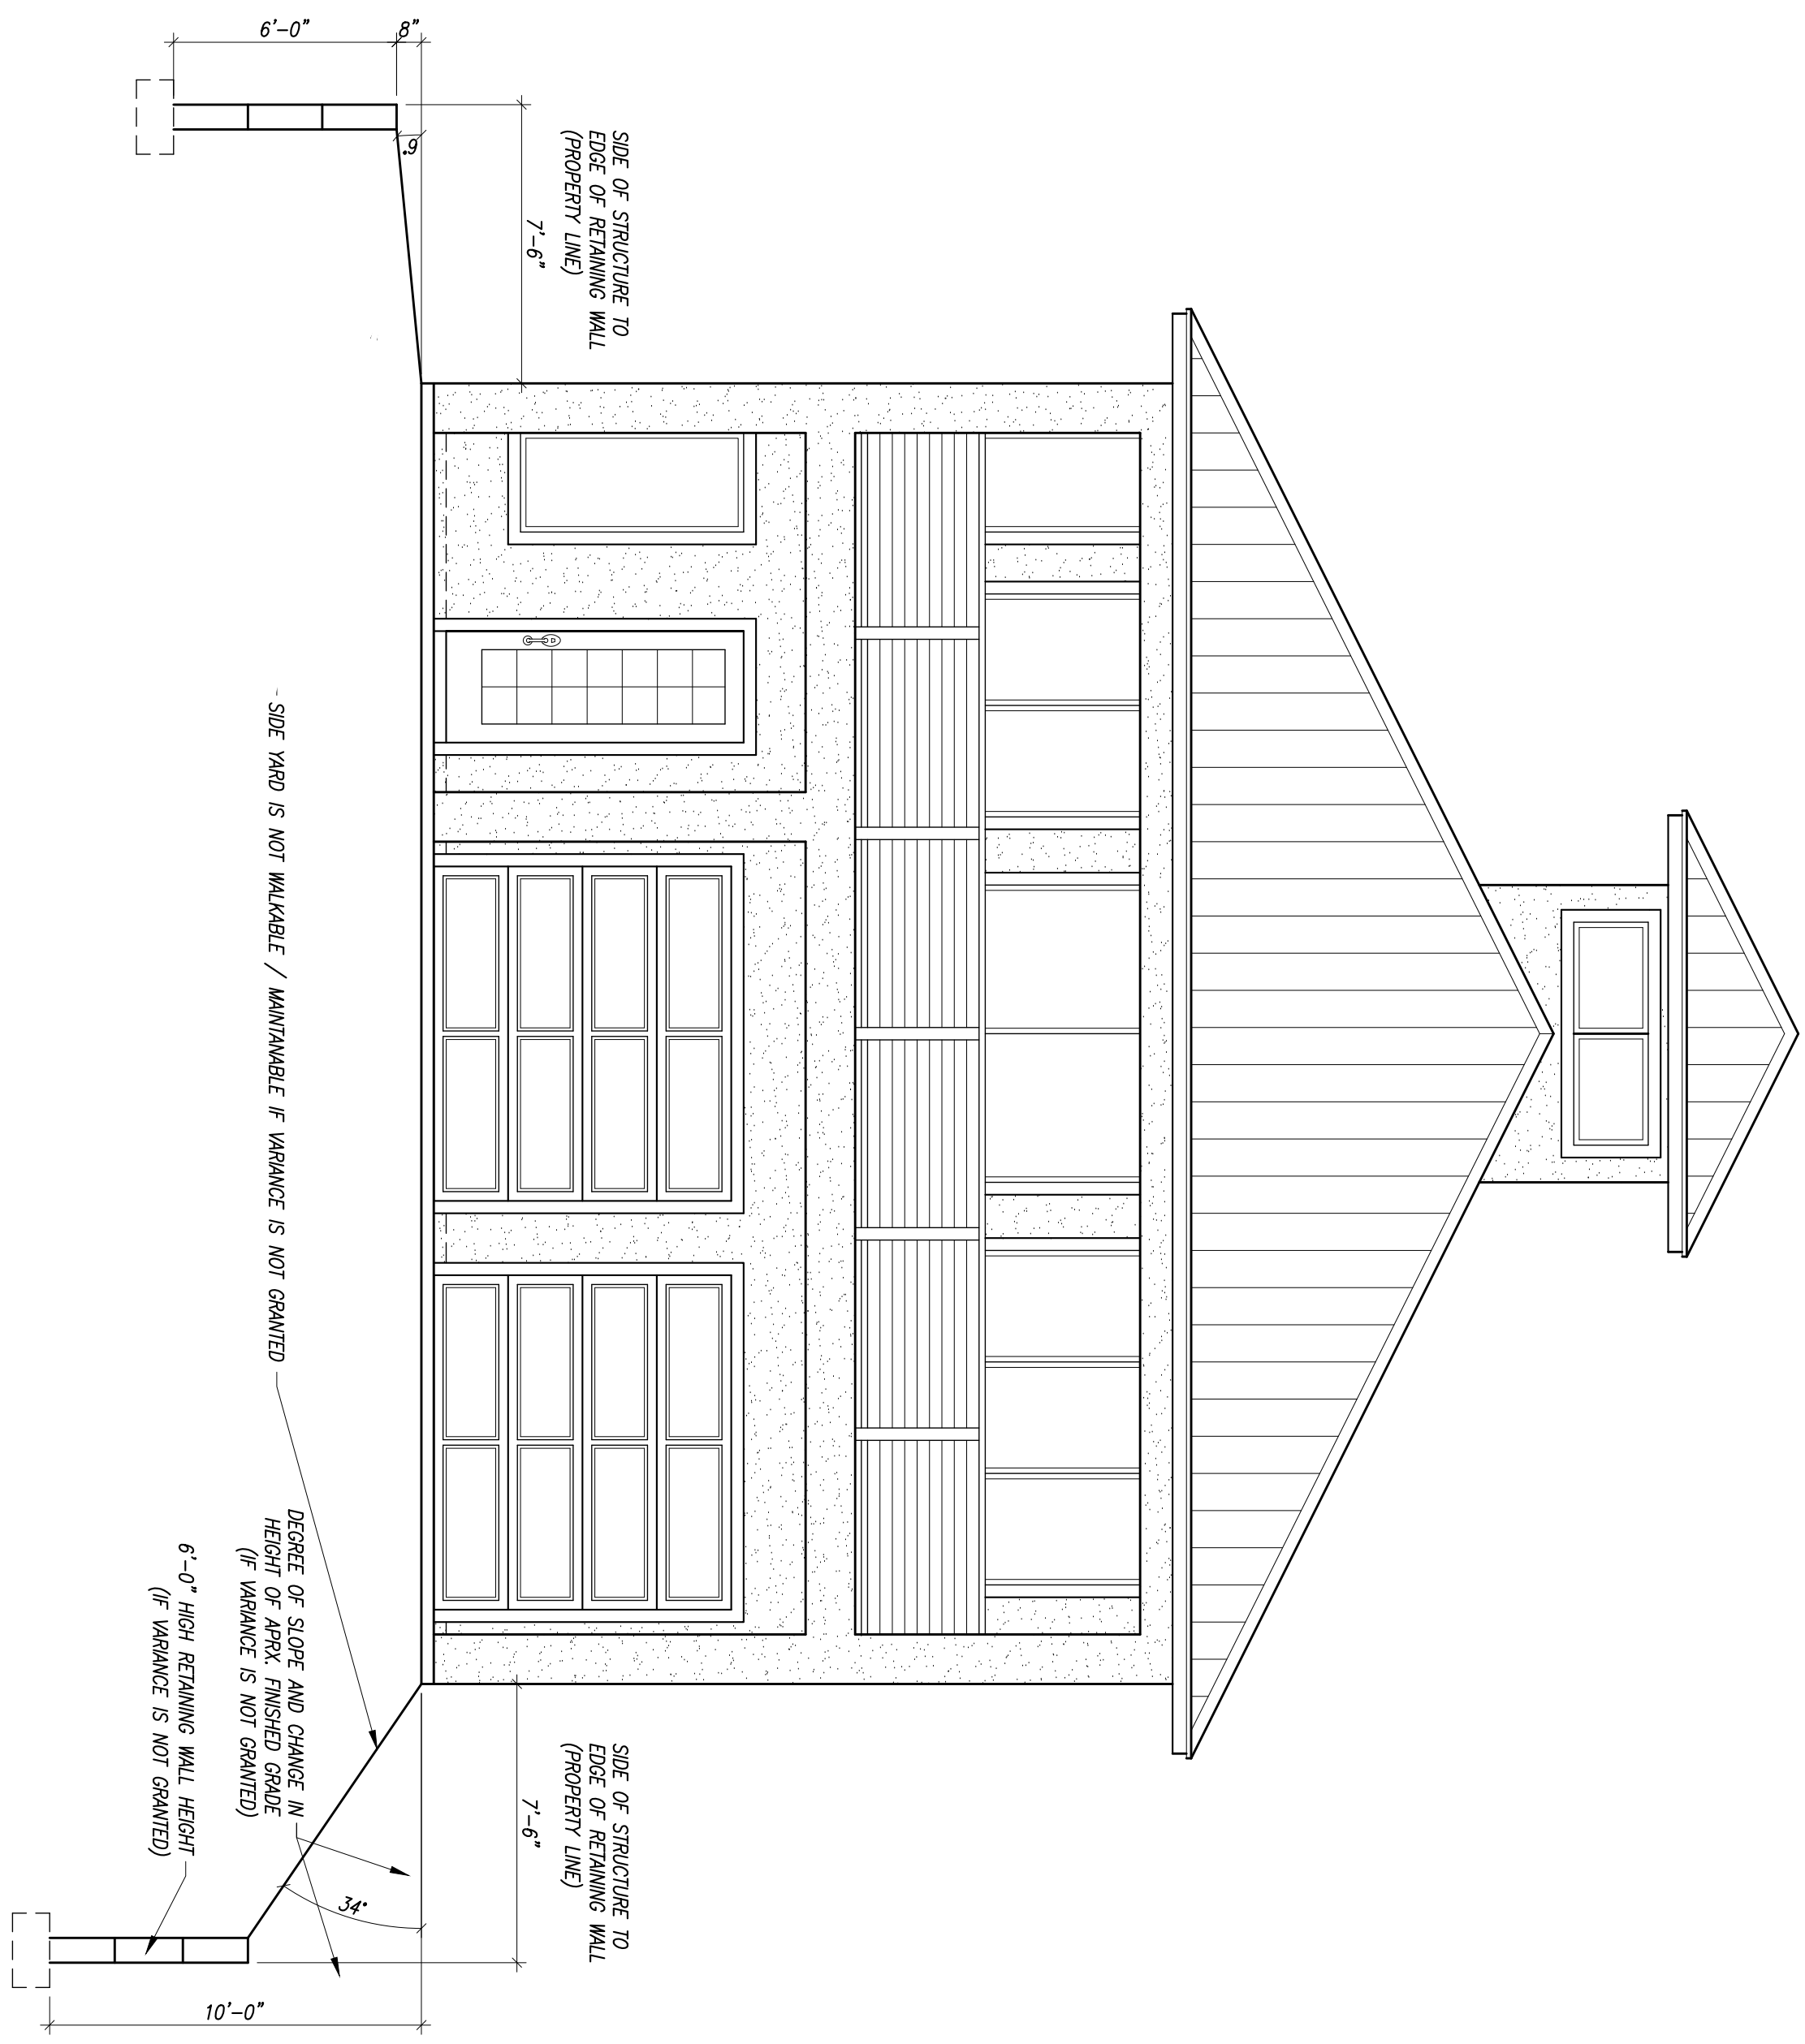 6'-0"
8"
6°
SIDE OF STRUCTURE TO
EDGE OF RETAINING WALL
(PROPERTY LINE)
7'-6"
SIDE YARD IS NOT WALKABLE / MAINTANABLE IF VARIANCE IS NOT GRANTED
DEGREE OF SLOPE AND CHANGE IN
HEIGHT OF APRX. FINISHED GRADE
(IF VARIANCE IS NOT GRANTED)
6'-0" HIGH RETAINING WALL HEIGHT
(IF VARIANCE IS NOT GRANTED)
SIDE OF STRUCTURE TO
EDGE OF RETAINING WALL
(PROPERTY LINE)
7'-6"
34°
10'-0"